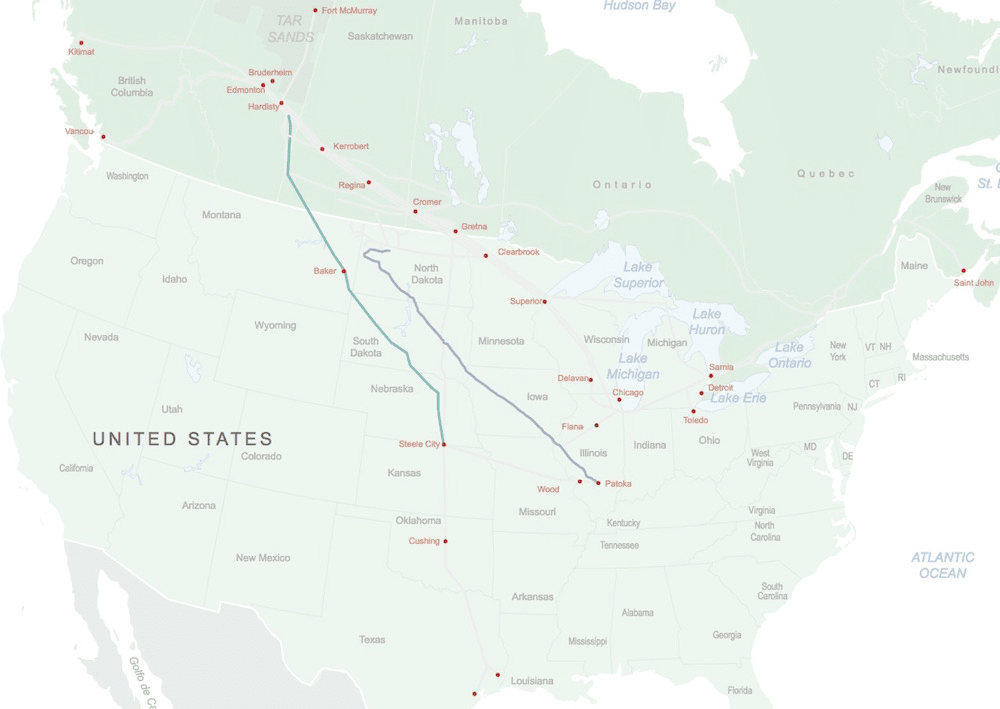 Hudson Bay
Fort McMurray
TAR
SANDS
Manitoba
Saskatchewan
Kitimat
Newfoundl
Bruderheim
British
Columbia
Edmonton
Hardisty
Vancou
Kerrobert
Washington
Regina
Ontario
Quebec
New
Brunswick
St.
Cromer
Montana
Gretna
Clearbrook
Oregon
Idaho
Baker
North
Dakota
Lake
Superior
Maine
Saint John
Superior
Wyoming
Nevada
South
Dakota
Minnesota
Wisconsin
Michigan
Lake
Huron
Lake
Ontario
New
York
VT NH
Massachusetts
Lake
Michigan
Sarnia
Delavan
Detroit
Lake Erie
CT
RI
Nebraska
Iowa
Chicago
Utah
Toledo
Pennsylvania
NJ
UNITED STATES
Colorado
Steele City
Flana
Illinois
Indiana
Ohio
MD
DE
West
Virginia
California
Kansas
Wood
Patoka
Arizona
Missouri
Virginia
Oklahoma
Kentucky
North
Carolina
Cushing
Tennessee
New Mexico
ATLANTIC
OCEAN
Arkansas
South
Carolina
Alabama
Texas
Mississippi
Georgia
Louisiana
Florida
Golfo de Ca